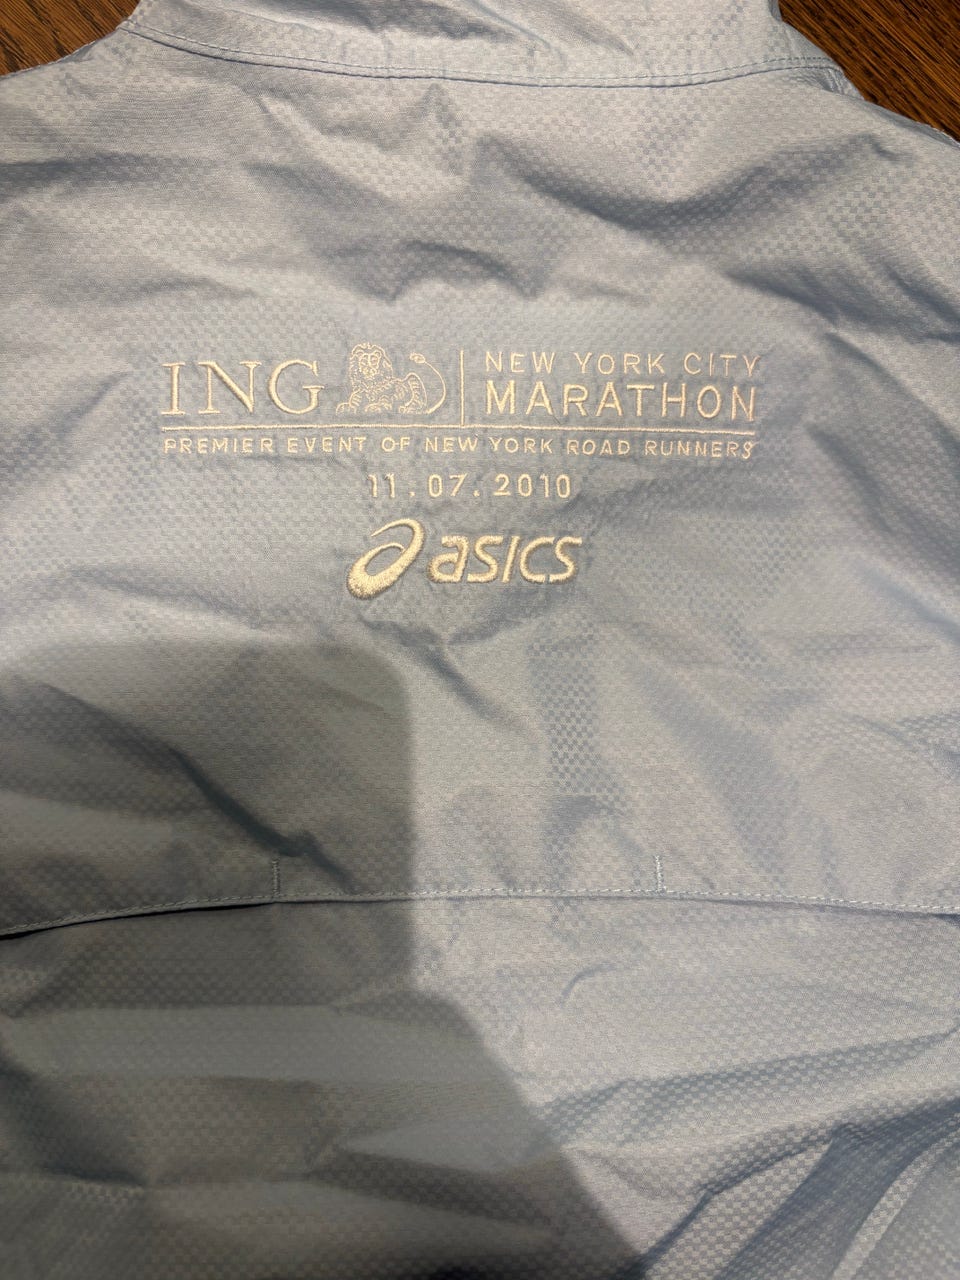 ING NEW YORK CITY
MARATHON
PREMIER EVENT OF NEW YORK ROAD RUNNERS
11.07.2010
asics